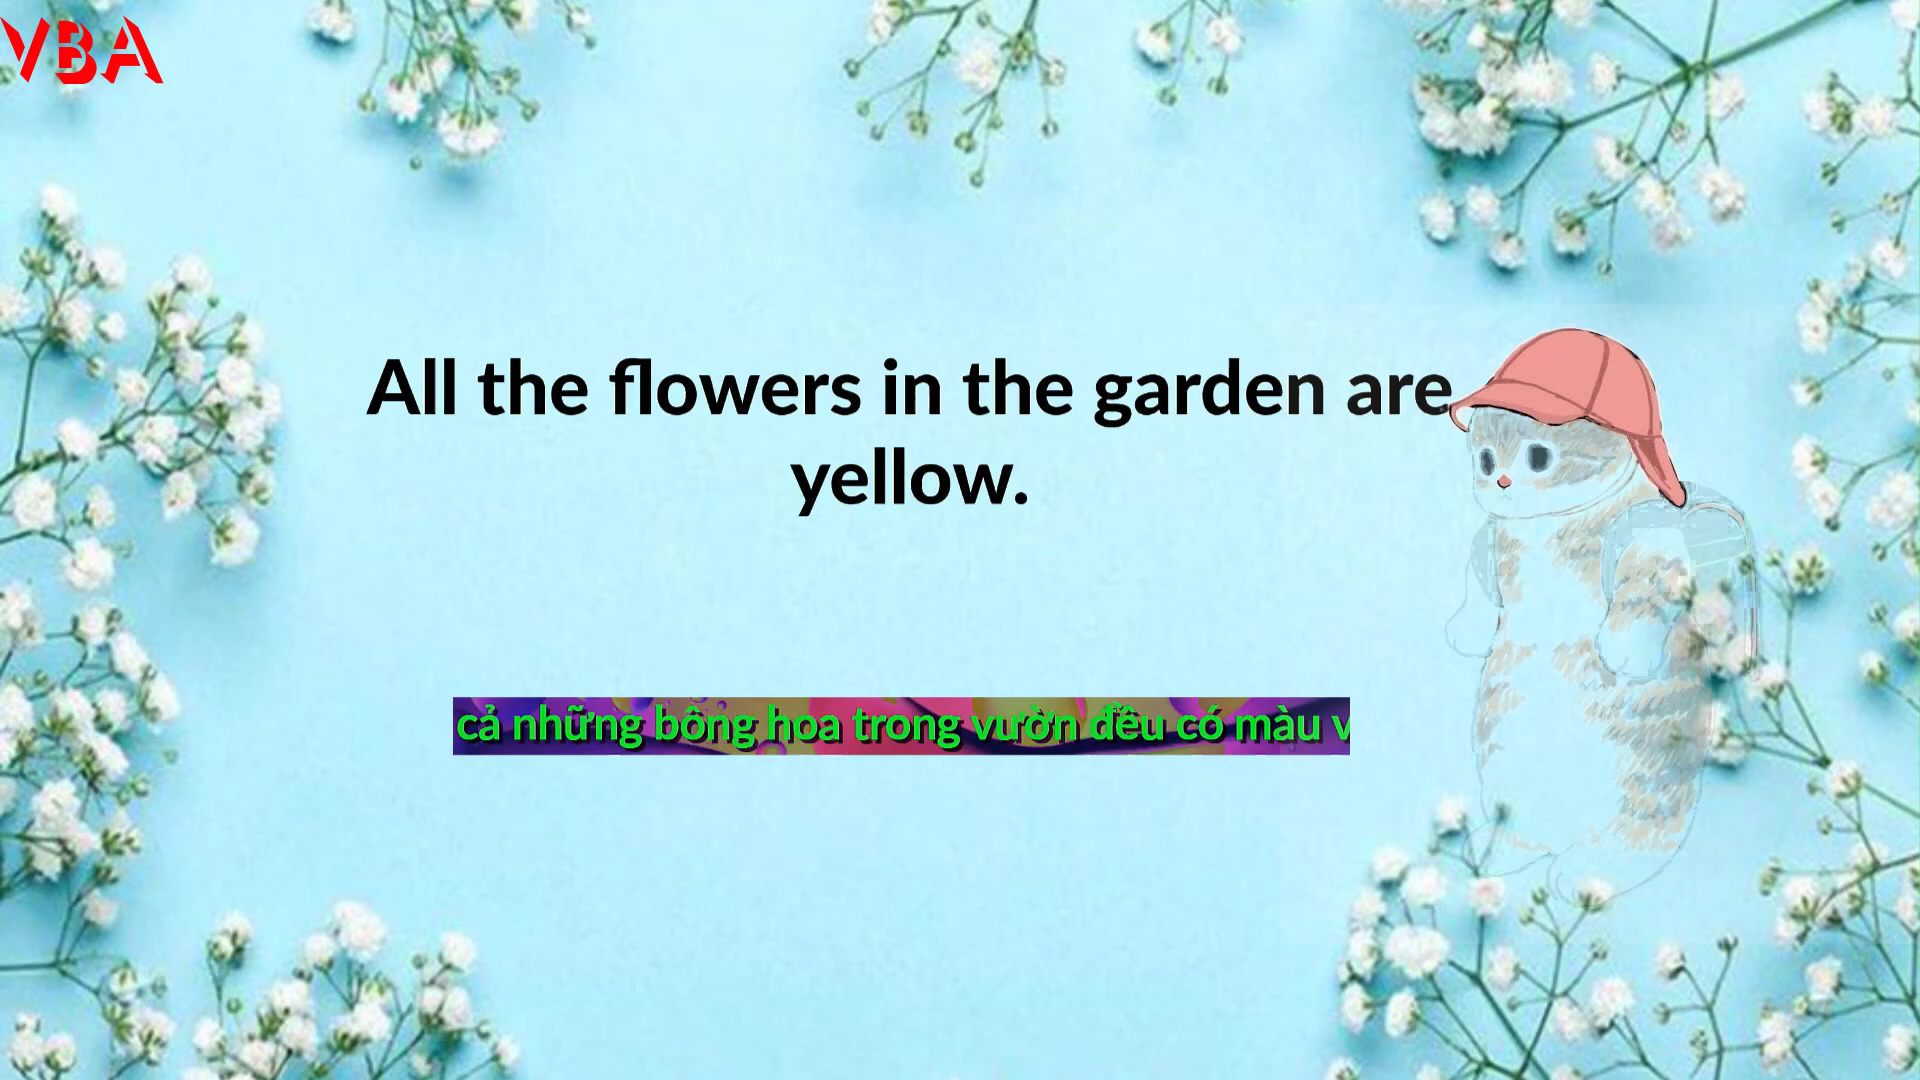 VBA
All the flowers in the garden are
yellow.
cả những bông hoa trong vườn đều có màu